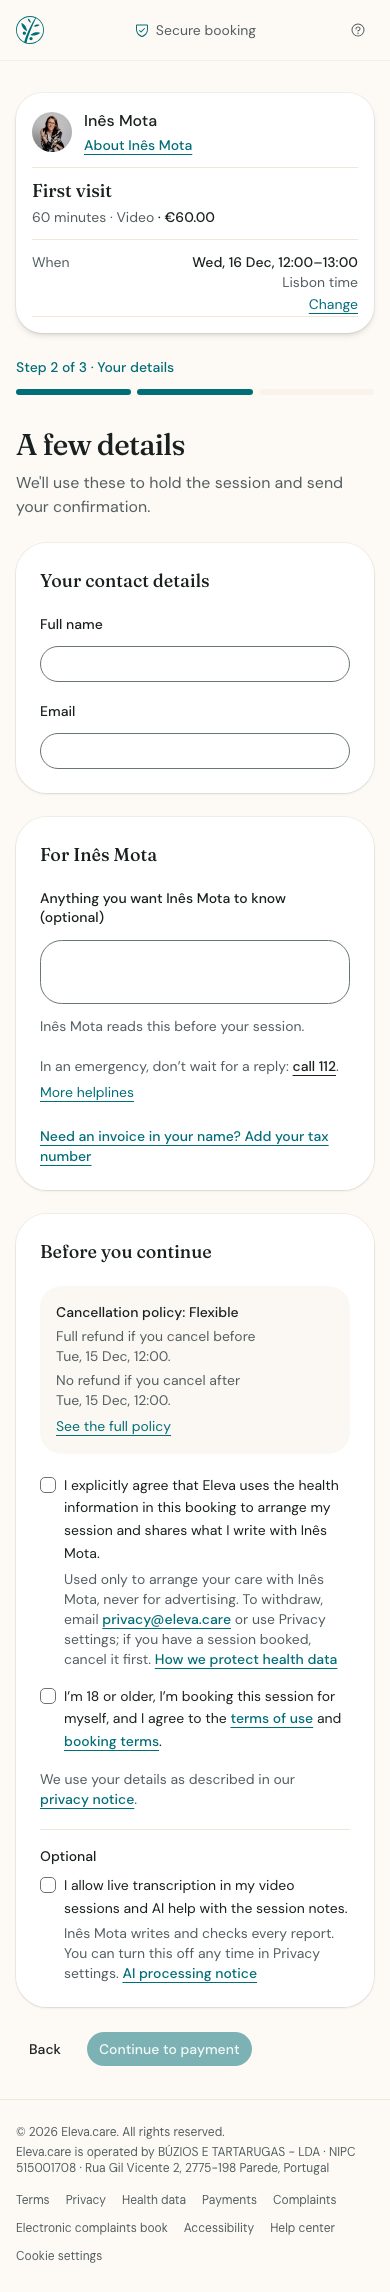 Secure booking
Inês Mota
About Inês Mota
First visit
60 minutes · Video · €60.00
When
Wed, 16 Dec, 12:00–13:00
Lisbon time
Change
Step 2 of 3 · Your details
A few details
We'll use these to hold the session and send
your confirmation.
Your contact details
Full name
Email
For Inês Mota
Anything you want Inês Mota to know
(optional)
Inês Mota reads this before your session.
In an emergency, don’t wait for a reply: call 112.
More helplines
Need an invoice in your name? Add your tax
number
Before you continue
Cancellation policy: Flexible
Full refund if you cancel before
Tue, 15 Dec, 12:00.
No refund if you cancel after
Tue, 15 Dec, 12:00.
See the full policy
I explicitly agree that Eleva uses the health
information in this booking to arrange my
session and shares what I write with Inês
Mota.
Used only to arrange your care with Inês
Mota, never for advertising. To withdraw,
email privacy@eleva.care or use Privacy
settings; if you have a session booked,
cancel it first. How we protect health data
I’m 18 or older, I’m booking this session for
myself, and I agree to the terms of use and
booking terms.
We use your details as described in our
privacy notice.
Optional
I allow live transcription in my video
sessions and AI help with the session notes.
Inês Mota writes and checks every report.
You can turn this off any time in Privacy
settings. AI processing notice
Back
Continue to payment
© 2026 Eleva.care. All rights reserved.
Eleva.care is operated by BÚZIOS E TARTARUGAS - LDA · NIPC
515001708 · Rua Gil Vicente 2, 2775-198 Parede, Portugal
Terms Privacy Health data Payments Complaints
Electronic complaints book Accessibility Help center
Cookie settings